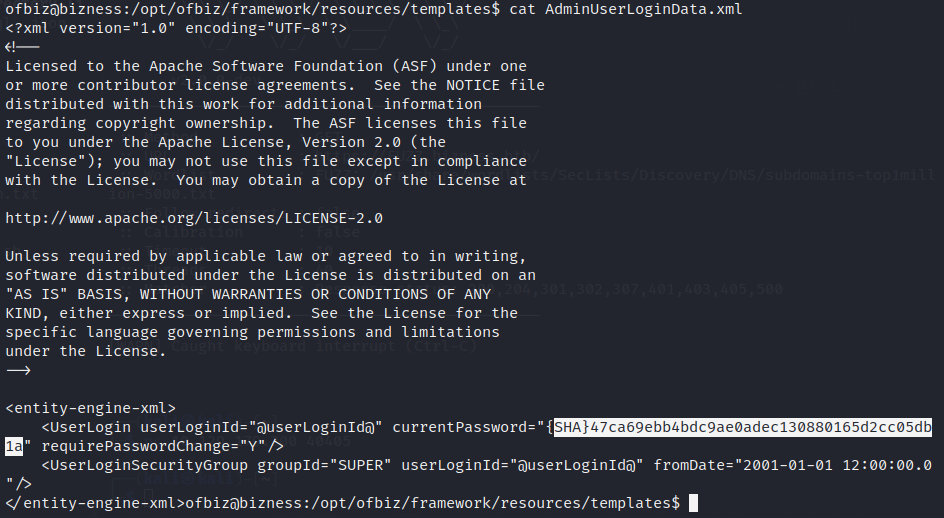 ofbiz@bizness:/opt/ofbiz/framework/resources/templates$ cat AdminUserLoginData.xml
<?xml version="1.0" encoding="UTF-8"?>
<!--
Licensed to the Apache Software Foundation (ASF) under one
or more contributor license agreements.  See the NOTICE file
distributed with this work for additional information
regarding copyright ownership.  The ASF licenses this file
to you under the Apache License, Version 2.0 (the
"License"); you may not use this file except in compliance
with the License.  You may obtain a copy of the License at

http://www.apache.org/licenses/LICENSE-2.0

Unless required by applicable law or agreed to in writing,
software distributed under the License is distributed on an
"AS IS" BASIS, WITHOUT WARRANTIES OR CONDITIONS OF ANY
KIND, either express or implied.  See the License for the
specific language governing permissions and limitations
under the License.
-->

<entity-engine-xml>
    <UserLogin userLoginId="@userLoginId@" currentPassword="{SHA}47ca69ebb4bdc9ae0adec130880165d2cc05db
1a" requirePasswordChange="Y"/>
    <UserLoginSecurityGroup groupId="SUPER" userLoginId="@userLoginId@" fromDate="2001-01-01 12:00:00.0
"/>
</entity-engine-xml>ofbiz@bizness:/opt/ofbiz/framework/resources/templates$